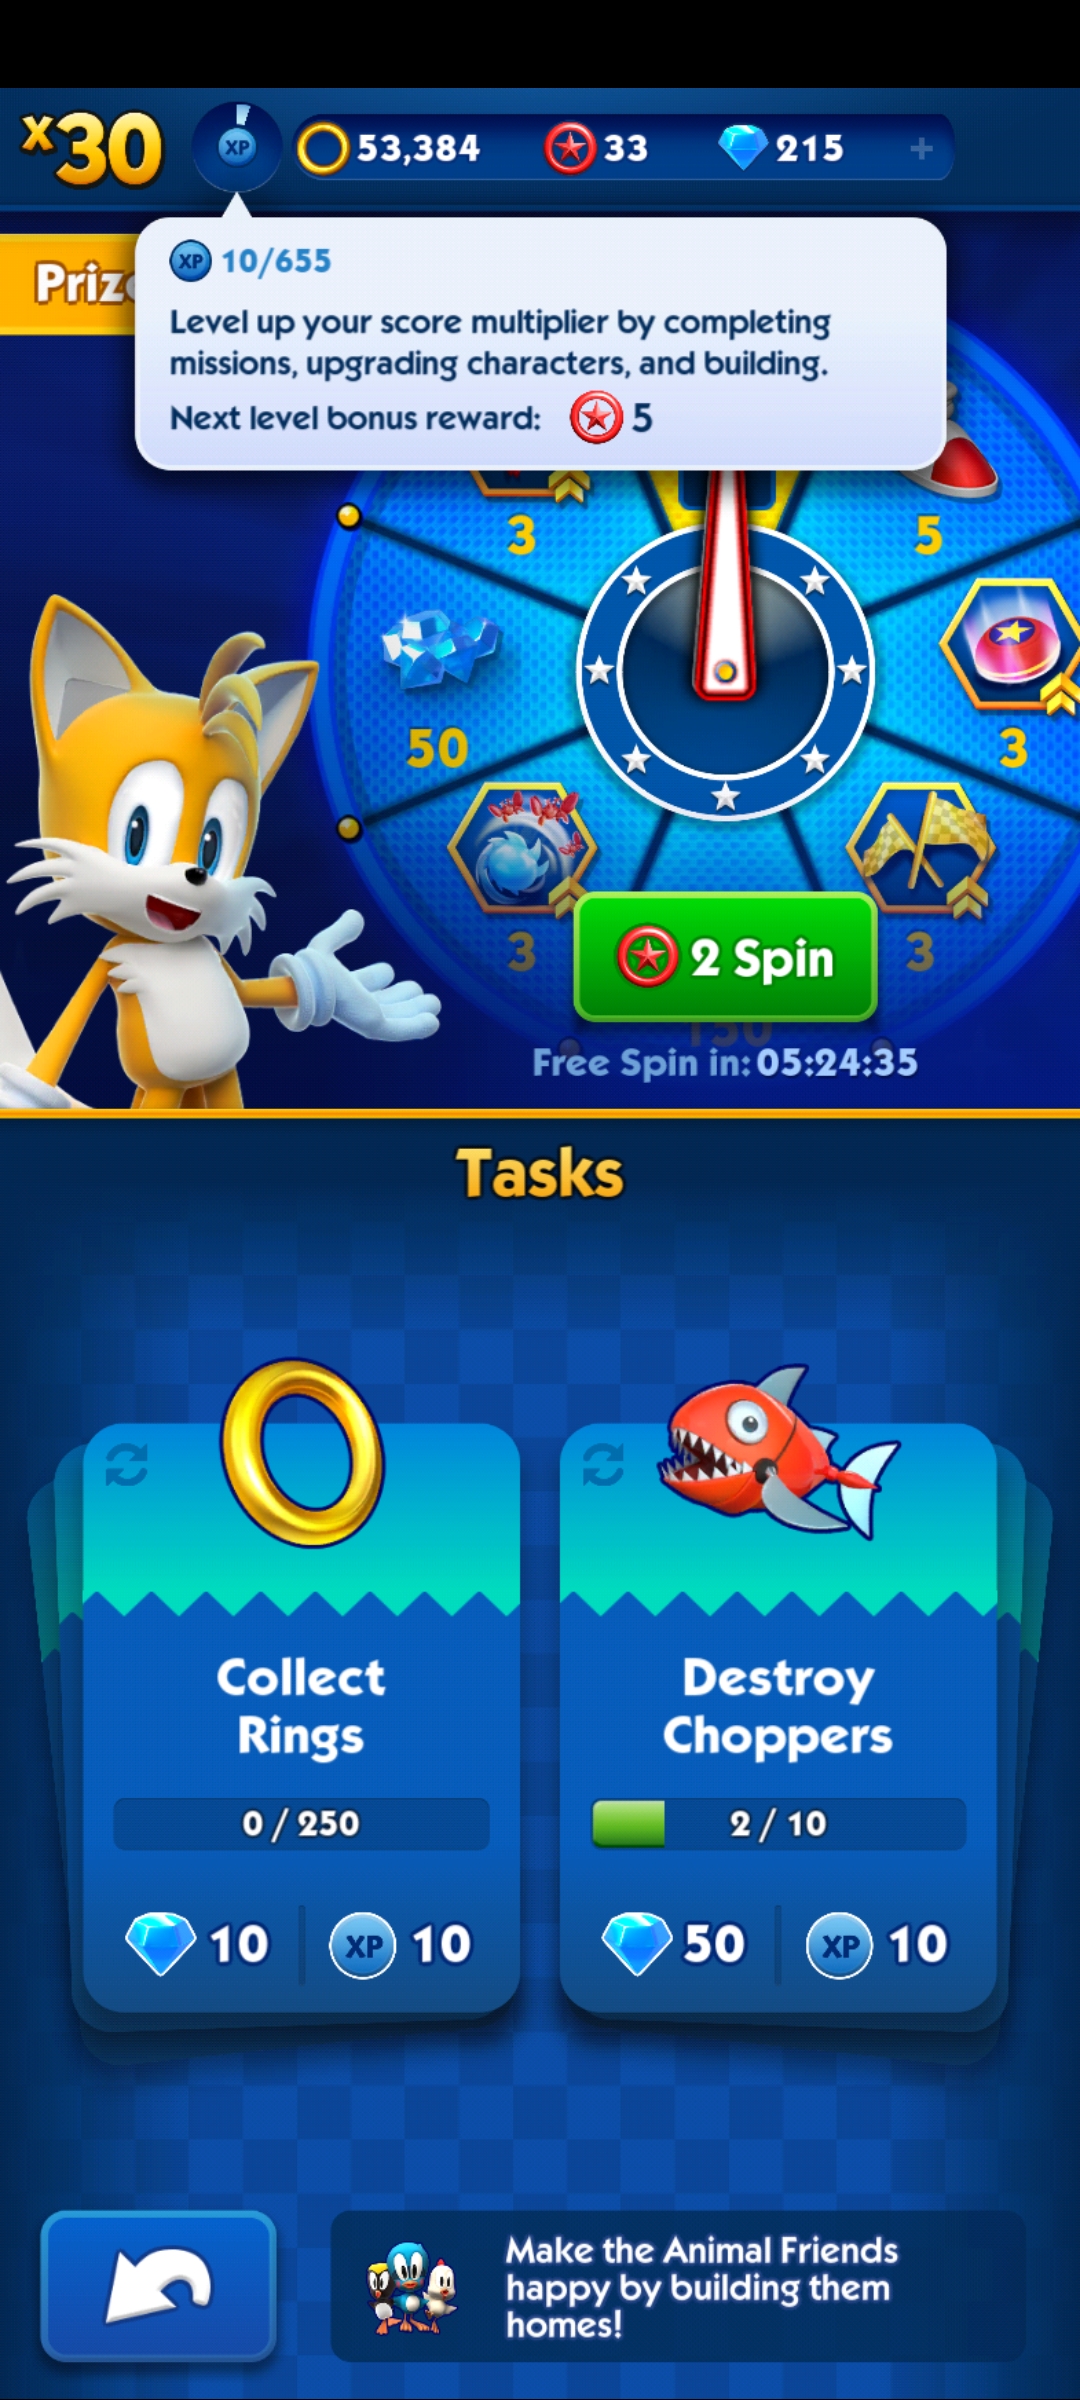 x30
XP
53,384
33
215
+
XP 10/655
Level up your score multiplier by completing
missions, upgrading characters, and building.
Next level bonus reward: 5
3
5
50
3
3
3
2 Spin
150
Free Spin in: 05:24:35
Tasks
Collect
Rings
0 / 250
10
XP 10
Destroy
Choppers
2 / 10
50
XP 10
Make the Animal Friends
happy by building them
homes!